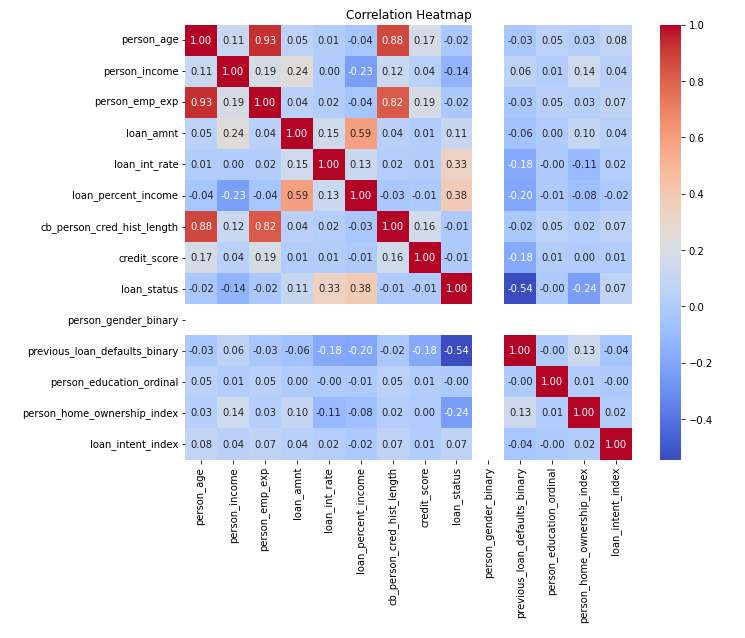 Correlation Heatmap
person_age 1.00 0.11 0.93 0.05 0.01 -0.04 0.88 0.17 -0.02 -0.03 0.05 0.03 0.08
person_income 0.11 1.00 0.19 0.24 0.00 -0.23 0.12 0.04 -0.14 0.06 0.01 0.14 0.04
person_emp_exp 0.93 0.19 1.00 0.04 0.02 -0.04 0.82 0.19 -0.02 -0.03 0.05 0.03 0.07
loan_amnt 0.05 0.24 0.04 1.00 0.15 0.59 0.04 0.01 0.11 -0.06 0.00 0.10 0.04
loan_int_rate 0.01 0.00 0.02 0.15 1.00 0.13 0.02 0.01 0.33 -0.18 -0.00 -0.11 0.02
loan_percent_income -0.04 -0.23 -0.04 0.59 0.13 1.00 -0.03 -0.01 0.38 -0.20 -0.01 -0.08 -0.02
cb_person_cred_hist_length 0.88 0.12 0.82 0.04 0.02 -0.03 1.00 0.16 -0.01 -0.02 0.05 0.02 0.07
credit_score 0.17 0.04 0.19 0.01 0.01 -0.01 0.16 1.00 -0.01 -0.18 0.01 0.00 0.01
loan_status -0.02 -0.14 -0.02 0.11 0.33 0.38 -0.01 -0.01 1.00 -0.54 -0.00 -0.24 0.07
person_gender_binary
previous_loan_defaults_binary -0.03 0.06 -0.03 -0.06 -0.18 -0.20 -0.02 -0.18 -0.54 1.00 -0.00 0.13 -0.04
person_education_ordinal 0.05 0.01 0.05 0.00 -0.00 -0.01 0.05 0.01 -0.00 -0.00 1.00 0.01 -0.00
person_home_ownership_index 0.03 0.14 0.03 0.10 -0.11 -0.08 0.02 0.00 -0.24 0.13 0.01 1.00 0.02
loan_intent_index 0.08 0.04 0.07 0.04 0.02 -0.02 0.07 0.01 0.07 -0.04 -0.00 0.02 1.00
person_age
person_income
person_emp_exp
loan_amnt
loan_int_rate
loan_percent_income
cb_person_cred_hist_length
credit_score
loan_status
person_gender_binary
previous_loan_defaults_binary
person_education_ordinal
person_home_ownership_index
loan_intent_index
1.0
0.8
0.6
0.4
0.2
0.0
−0.2
−0.4